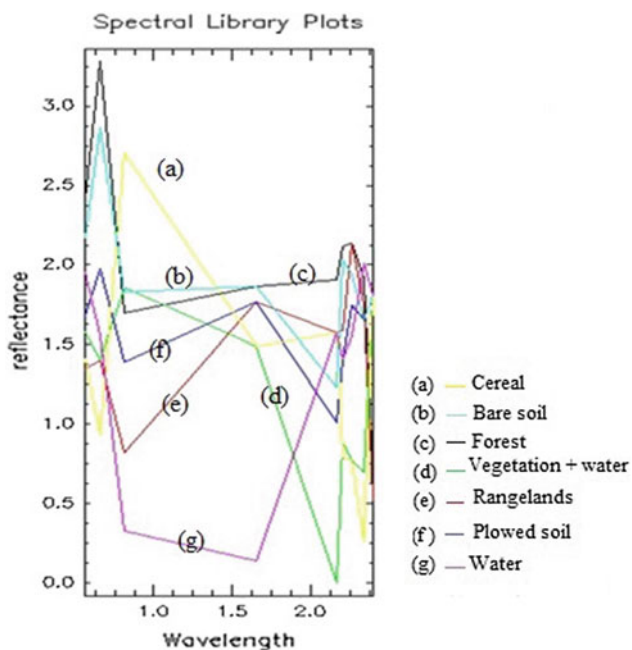 Spectral Library Plots
3.0
2.5
2.0
1.5
1.0
0.5
0.0
reflectance
(a)
(b)
(c)
(f)
(e)
(d)
(g)
1.0 1.5 2.0
Wavelength
(a) Cereal
(b) Bare soil
(c) Forest
(d) Vegetation + water
(e) Rangelands
(f) Plowed soil
(g) Water